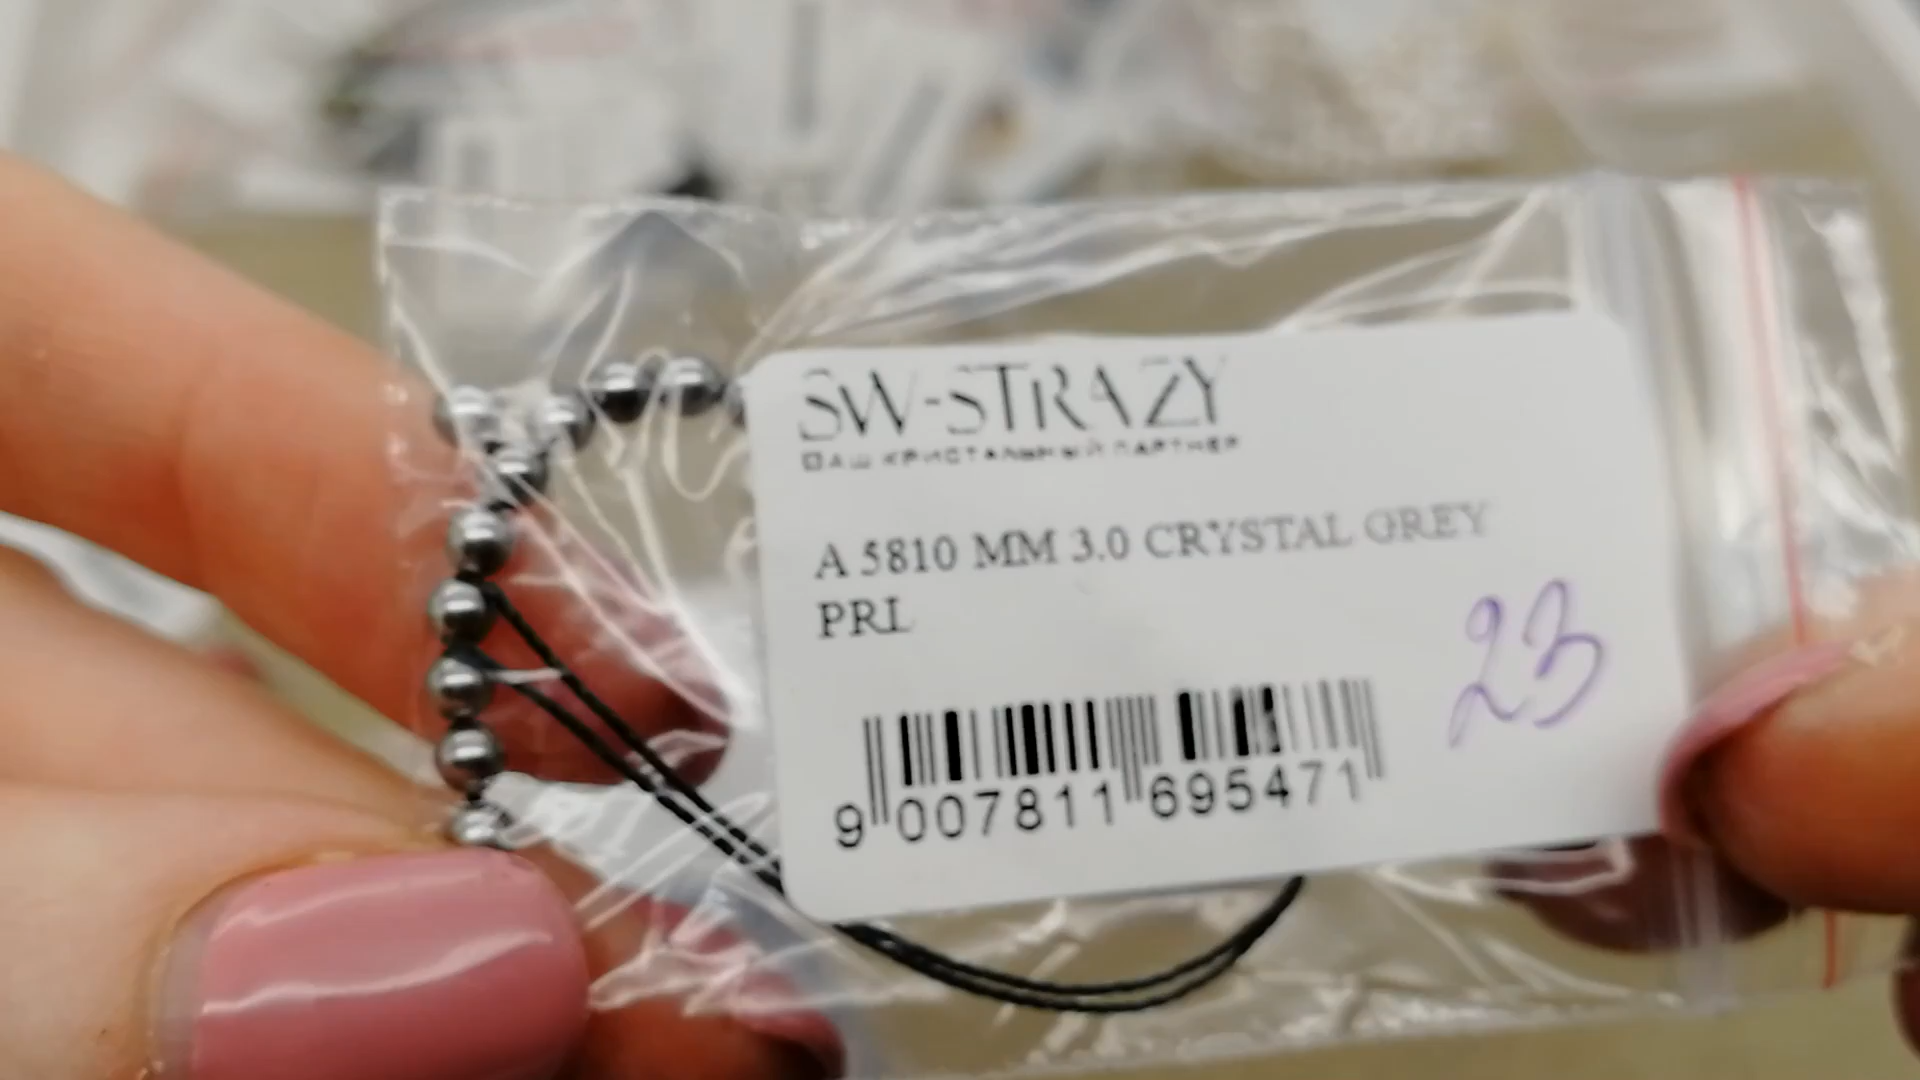 SW-STRAZY
ВАШ КРИСТАЛЬНЫЙ ПАРТНЕР
A 5810 MM 3.0 CRYSTAL GREY
PRL
23
9 007811 695471